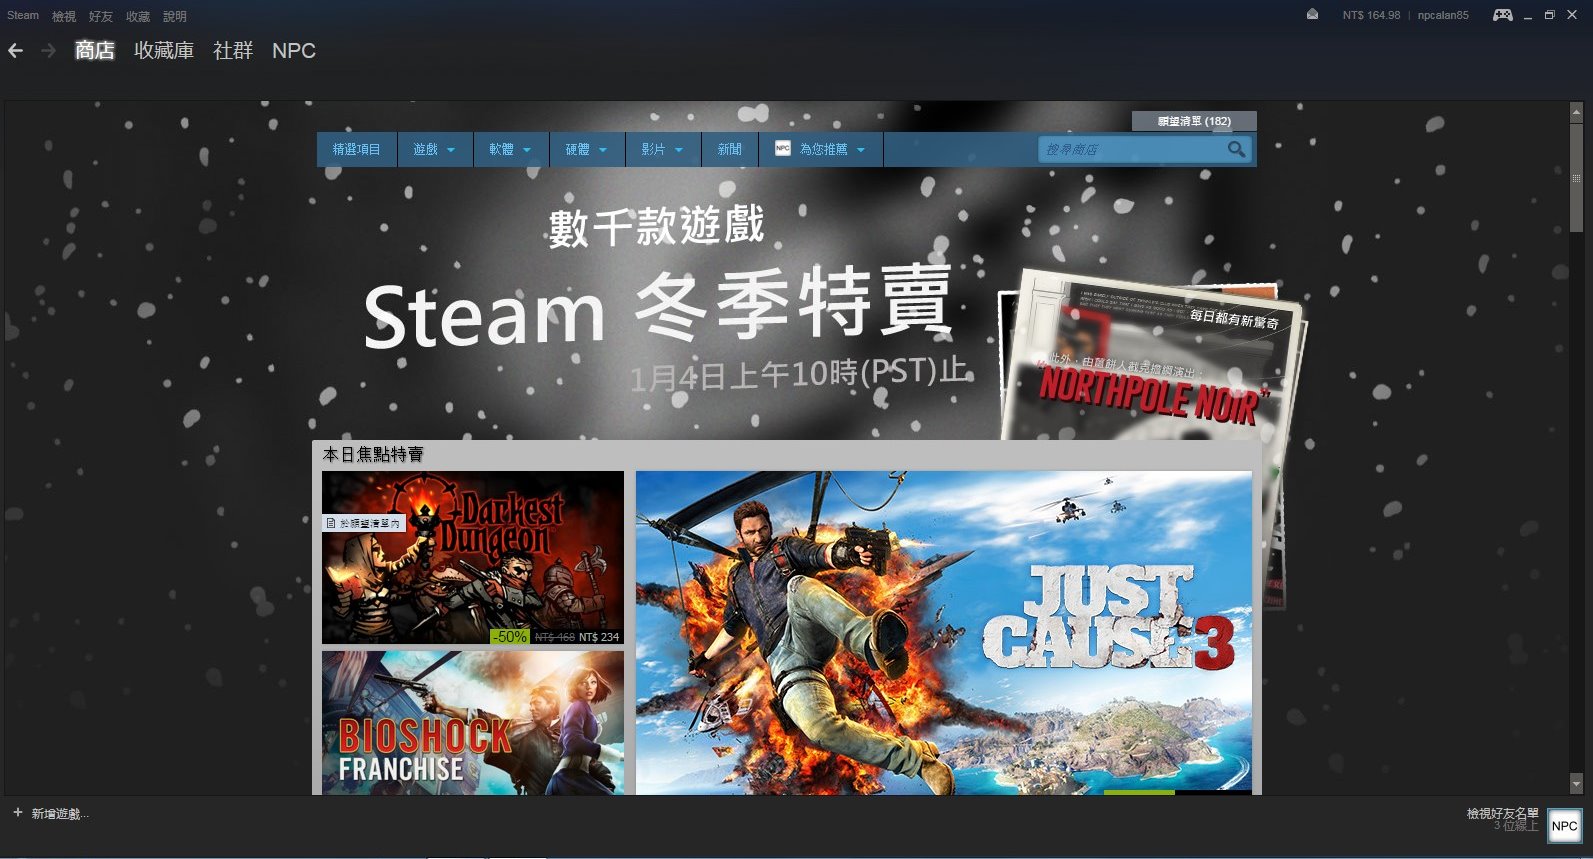 Steam 檢視 好友 收藏 說明
NT$ 164.98 | npcalan85
商店 收藏庫 社群 NPC
願望清單 (182)
精選項目 遊戲 軟體 硬體 影片 新聞 NPC 為您推薦 搜尋商店
數千款遊戲
Steam 冬季特賣
1月4日上午10時(PST)止
每日都有新驚奇
此外，由薑餅人戴克擔綱演出：
"NORTHPOLE NOIR"
本日焦點特賣
Darkest Dungeon
於願望清單內
-50% NT$ 468 NT$ 234
BIOSHOCK
FRANCHISE
JUST
CAUSE 3
+ 新增遊戲...
檢視好友名單
3 位線上
NPC